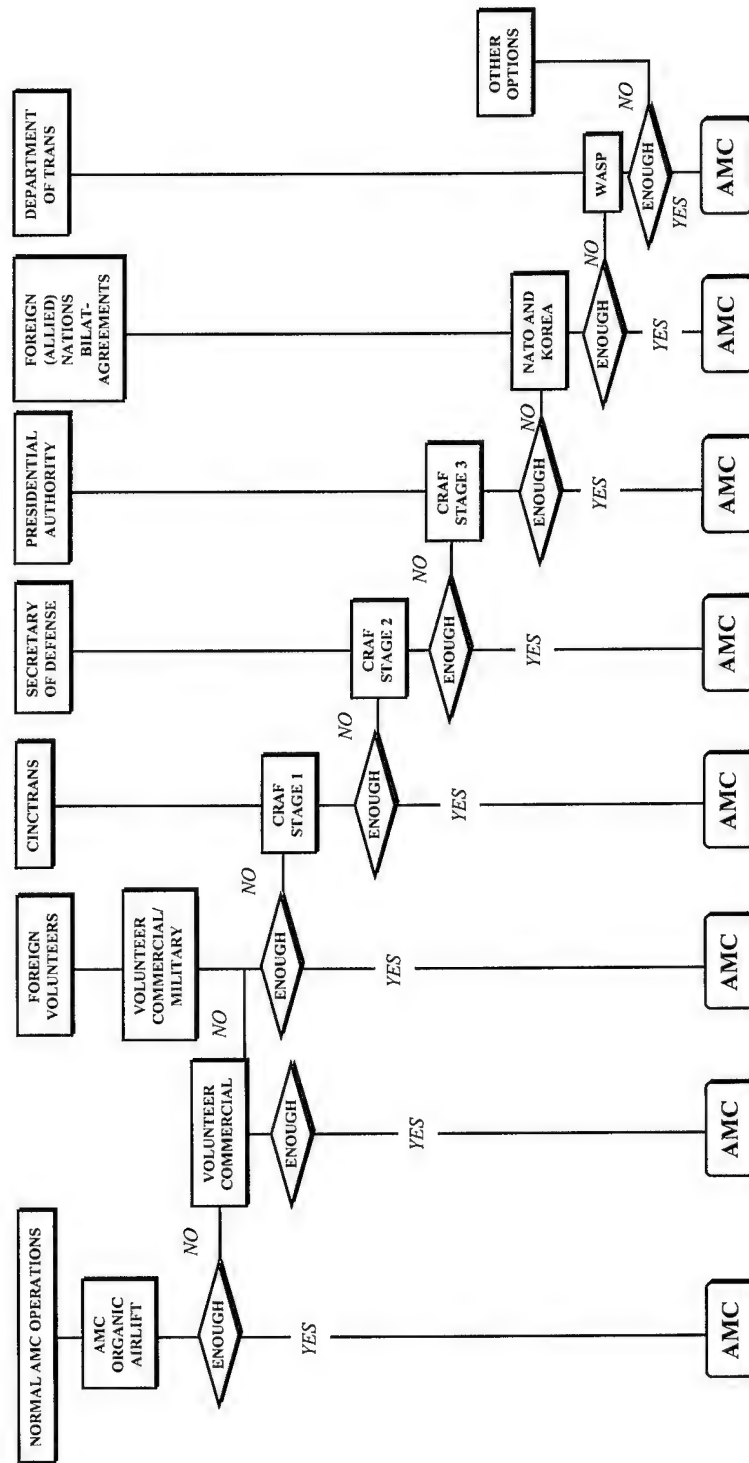 NORMAL AMC OPERATIONS
AMC
ORGANIC
AIRLIFT
ENOUGH
NO
YES
AMC
VOLUNTEER
COMMERCIAL
ENOUGH
NO
YES
AMC
FOREIGN
VOLUNTEERS
VOLUNTEER
COMMERCIAL/
MILITARY
ENOUGH
NO
YES
AMC
CINCTRANS
CRAF
STAGE 1
ENOUGH
NO
YES
AMC
SECRETARY
OF DEFENSE
CRAF
STAGE 2
ENOUGH
NO
YES
AMC
PRESIDENTIAL
AUTHORITY
CRAF
STAGE 3
ENOUGH
NO
YES
AMC
FOREIGN
(ALLIED)
NATIONS
BILAT-
AGREEMENTS
NATO AND
KOREA
ENOUGH
NO
YES
AMC
DEPARTMENT
OF TRANS
WASP
ENOUGH
NO
YES
AMC
OTHER
OPTIONS